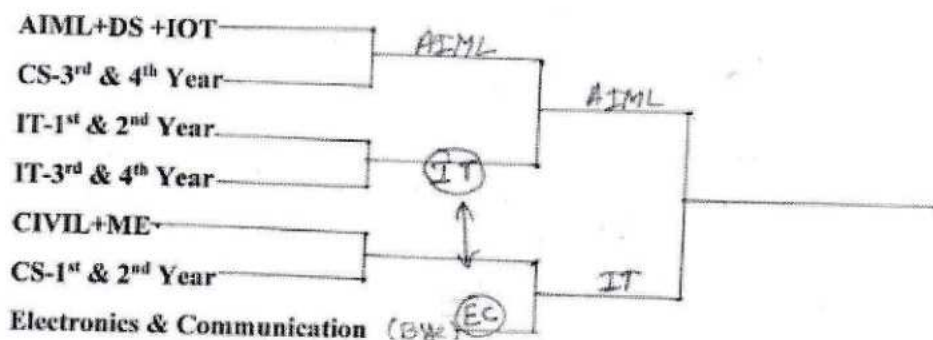 AIML+DS +IOT
AIML
CS-3rd & 4th Year
AIML
IT-1st & 2nd Year
IT
IT-3rd & 4th Year
CIVIL+ME
CS-1st & 2nd Year
IT
Electronics & Communication (Bye) EC